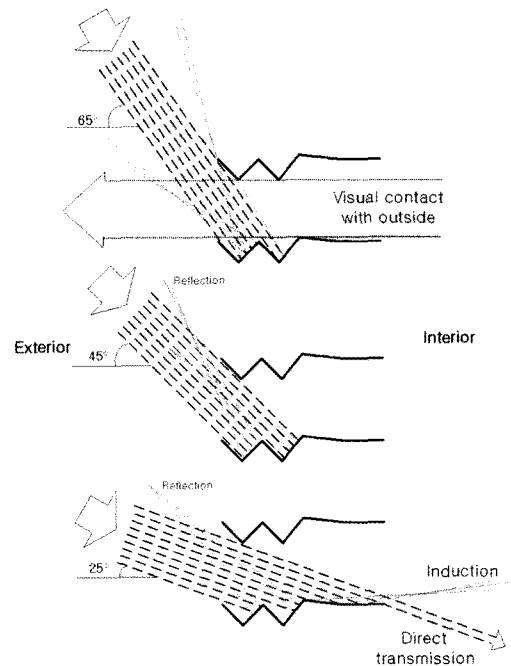 65°
Visual contact
with outside
Reflection
Exterior
45°
Interior
Reflection
25°
Induction
Direct
transmission